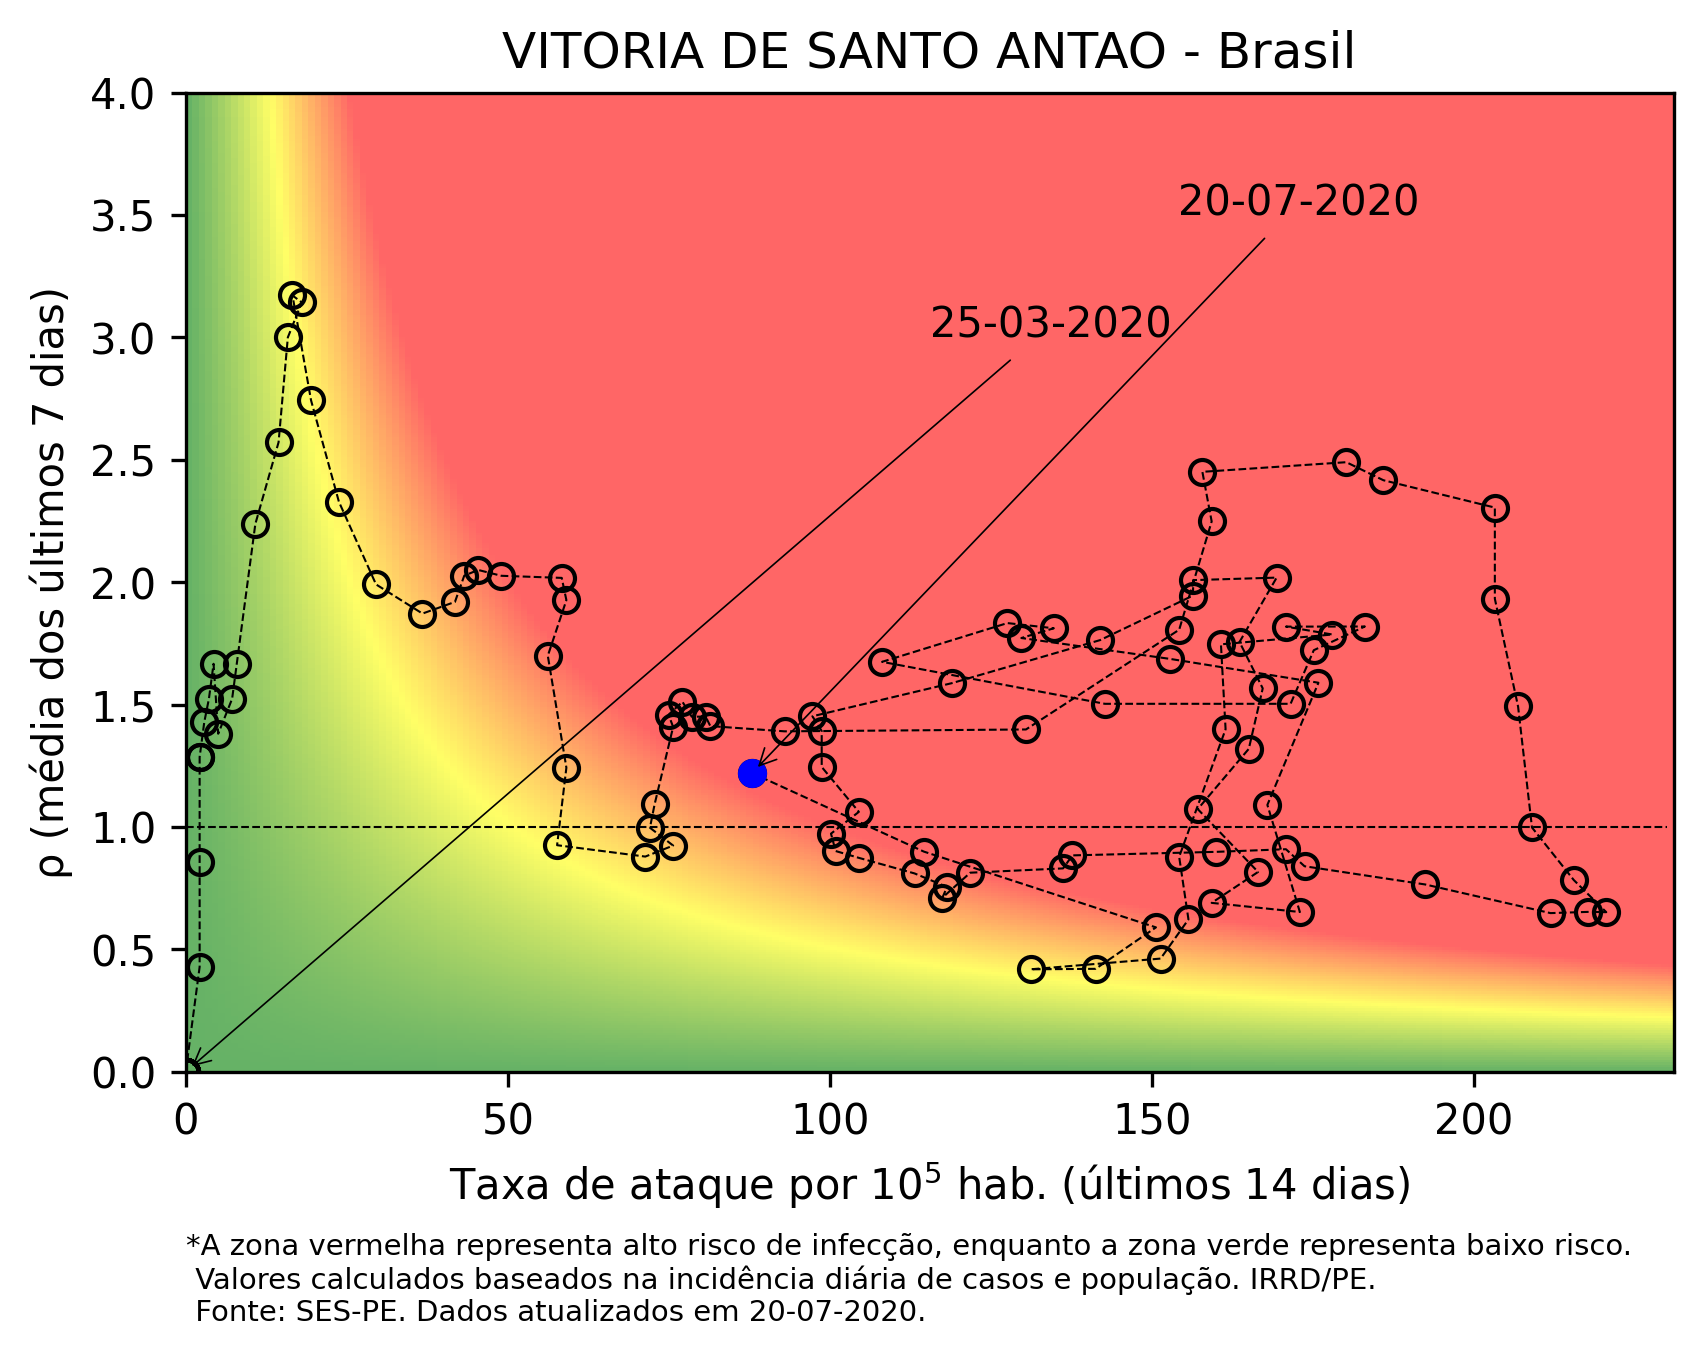 VITORIA DE SANTO ANTAO - Brasil
4.0
3.5
3.0
2.5
2.0
1.5
1.0
0.5
0.0
ρ (média dos últimos 7 dias)
20-07-2020
25-03-2020
0 50 100 150 200
Taxa de ataque por 10⁵ hab. (últimos 14 dias)
*A zona vermelha representa alto risco de infecção, enquanto a zona verde representa baixo risco.
Valores calculados baseados na incidência diária de casos e população. IRRD/PE.
Fonte: SES-PE. Dados atualizados em 20-07-2020.